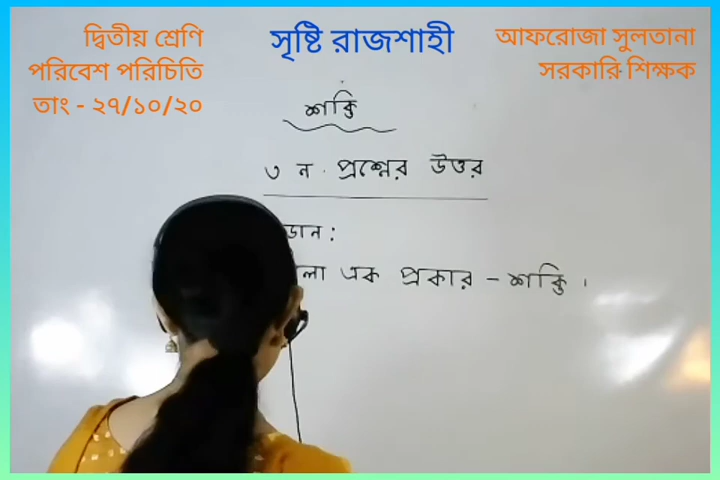 দ্বিতীয় শ্রেণি
পরিবেশ পরিচিতি
তাং - ২৭/১০/২০
সৃষ্টি রাজশাহী
আফরোজা সুলতানা
সরকারি শিক্ষক
শক্তি
৩ ন. প্রশ্নের উত্তর
এক প্রকার - শক্তি ।